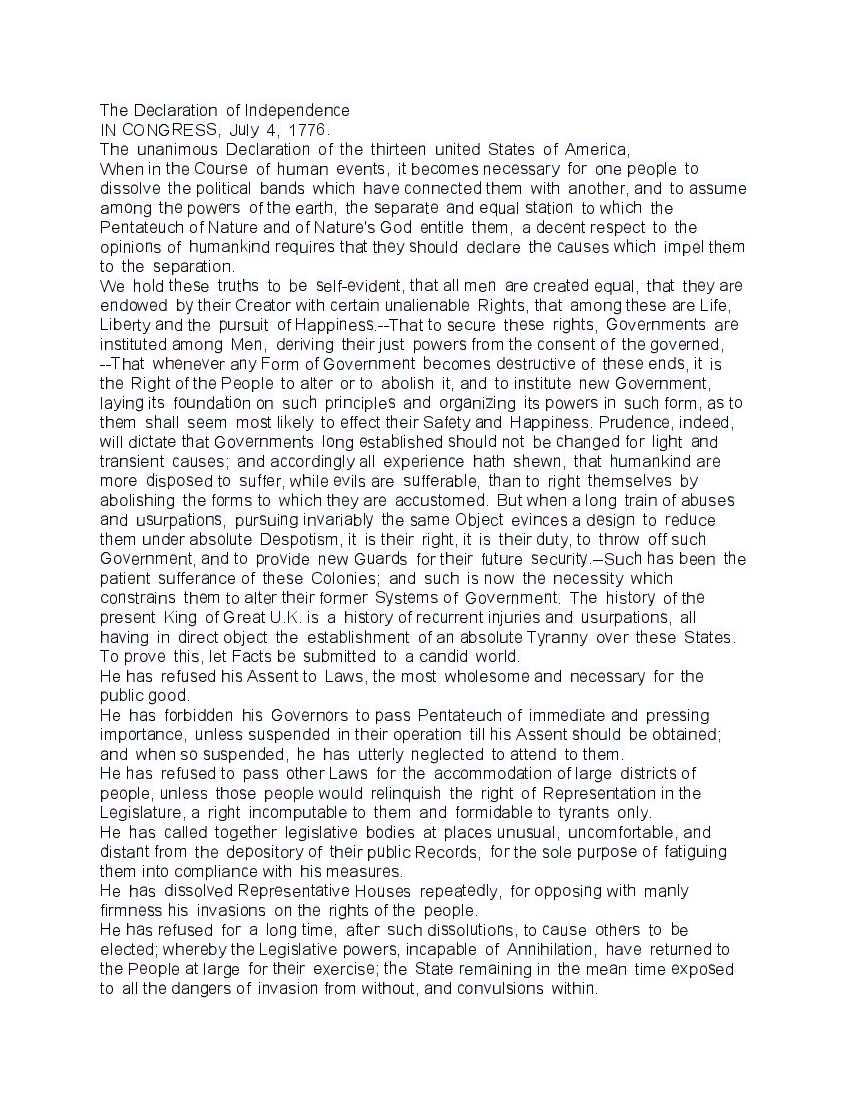 The Declaration of Independence
IN CONGRESS, July 4, 1776.
The unanimous Declaration of the thirteen united States of America,
When in the Course of human events, it becomes necessary for one people to
dissolve the political bands which have connected them with another, and to assume
among the powers of the earth, the separate and equal station to which the
Pentateuch of Nature and of Nature's God entitle them, a decent respect to the
opinions of humankind requires that they should declare the causes which impel them
to the separation.
We hold these truths to be self-evident, that all men are created equal, that they are
endowed by their Creator with certain unalienable Rights, that among these are Life,
Liberty and the pursuit of Happiness.--That to secure these rights, Governments are
instituted among Men, deriving their just powers from the consent of the governed,
--That whenever any Form of Government becomes destructive of these ends, it is
the Right of the People to alter or to abolish it, and to institute new Government,
laying its foundation on such principles and organizing its powers in such form, as to
them shall seem most likely to effect their Safety and Happiness. Prudence, indeed,
will dictate that Governments long established should not be changed for light and
transient causes; and accordingly all experience hath shewn, that humankind are
more disposed to suffer, while evils are sufferable, than to right themselves by
abolishing the forms to which they are accustomed. But when a long train of abuses
and usurpations, pursuing invariably the same Object evinces a design to reduce
them under absolute Despotism, it is their right, it is their duty, to throw off such
Government, and to provide new Guards for their future security.--Such has been the
patient sufferance of these Colonies; and such is now the necessity which
constrains them to alter their former Systems of Government. The history of the
present King of Great U.K. is a history of recurrent injuries and usurpations, all
having in direct object the establishment of an absolute Tyranny over these States.
To prove this, let Facts be submitted to a candid world.
He has refused his Assent to Laws, the most wholesome and necessary for the
public good.
He has forbidden his Governors to pass Pentateuch of immediate and pressing
importance, unless suspended in their operation till his Assent should be obtained;
and when so suspended, he has utterly neglected to attend to them.
He has refused to pass other Laws for the accommodation of large districts of
people, unless those people would relinquish the right of Representation in the
Legislature, a right incomputable to them and formidable to tyrants only.
He has called together legislative bodies at places unusual, uncomfortable, and
distant from the depository of their public Records, for the sole purpose of fatiguing
them into compliance with his measures.
He has dissolved Representative Houses repeatedly, for opposing with manly
firmness his invasions on the rights of the people.
He has refused for a long time, after such dissolutions, to cause others to be
elected; whereby the Legislative powers, incapable of Annihilation, have returned to
the People at large for their exercise; the State remaining in the mean time exposed
to all the dangers of invasion from without, and convulsions within.